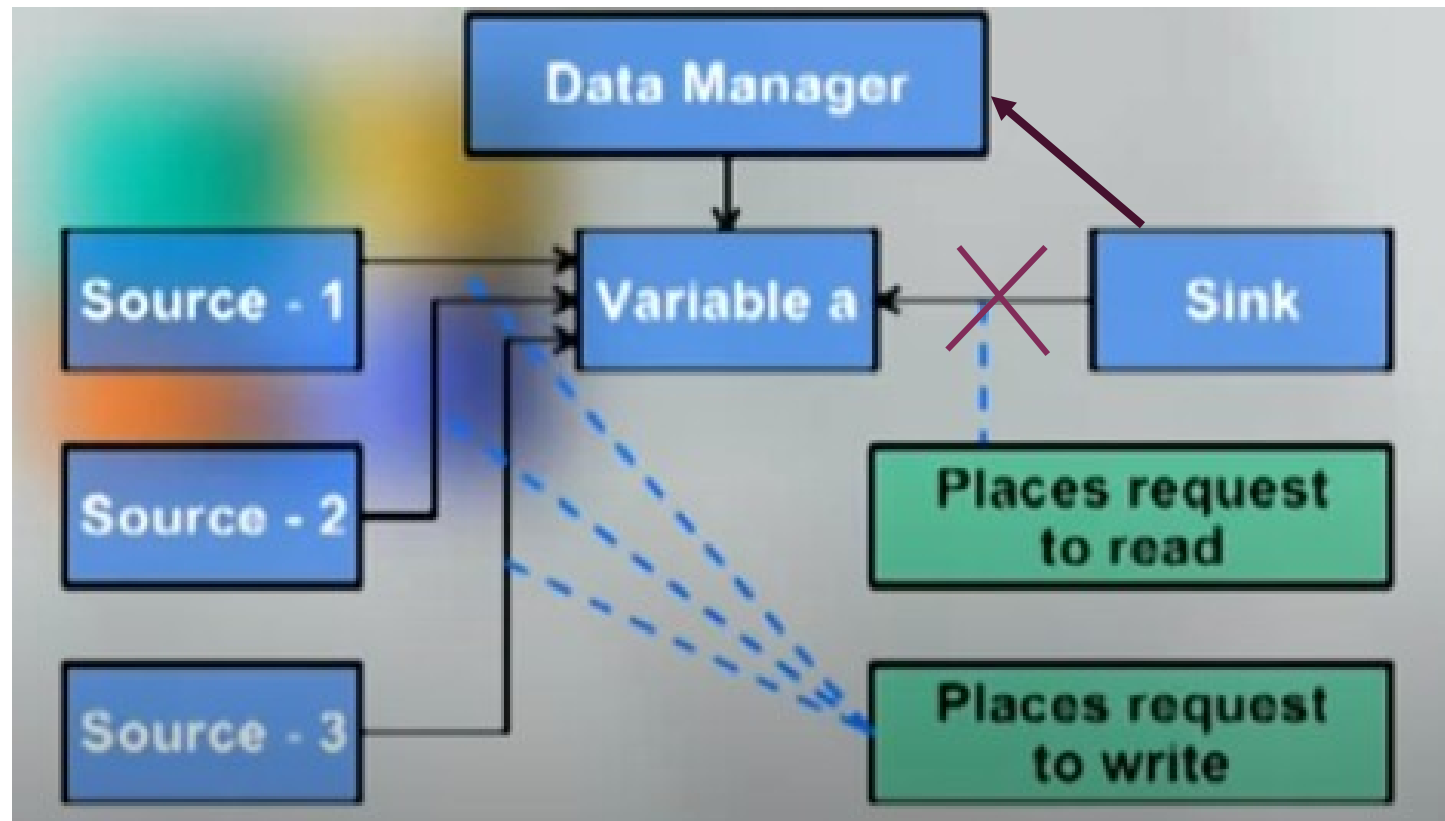 Data Manager
Source - 1
Variable a
Sink
Source - 2
Places request
to read
Source - 3
Places request
to write